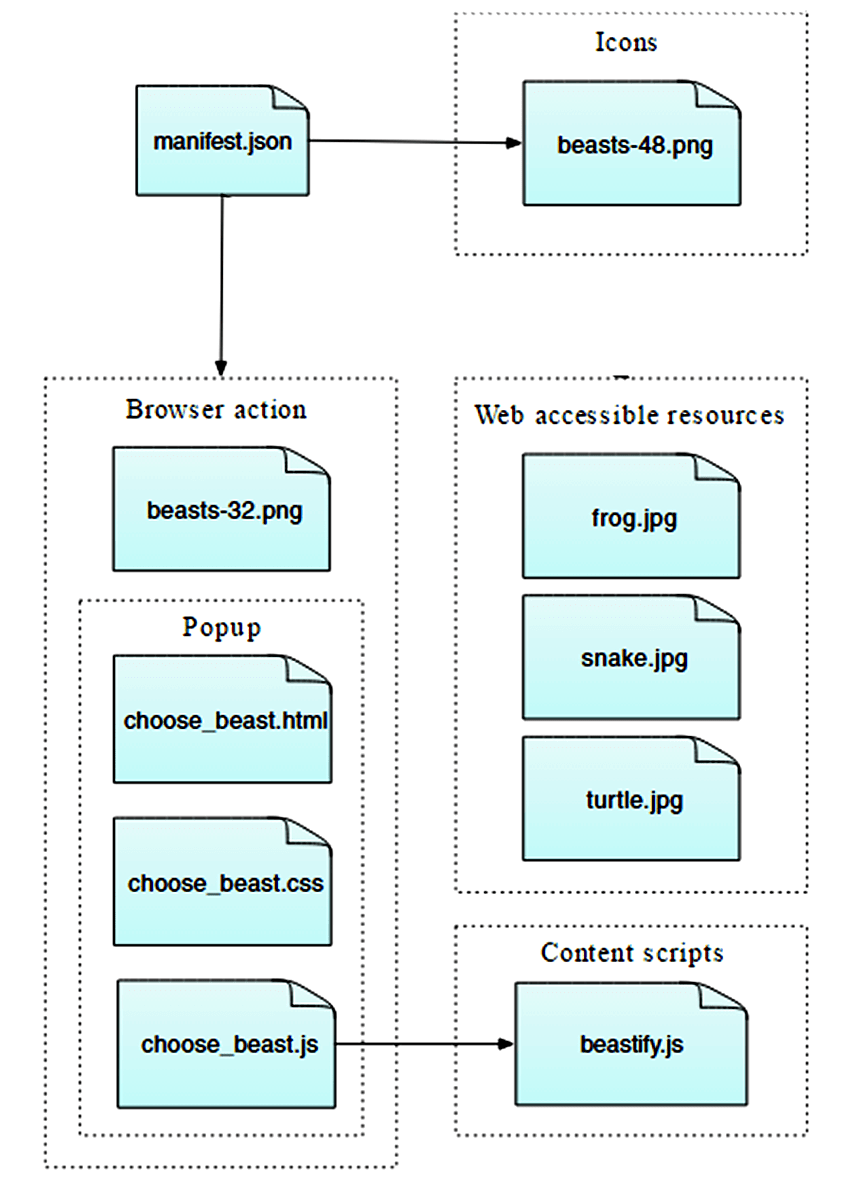 Icons
manifest.json
beasts-48.png
Browser action
beasts-32.png
Popup
choose_beast.html
choose_beast.css
choose_beast.js
Web accessible resources
frog.jpg
snake.jpg
turtle.jpg
Content scripts
beastify.js